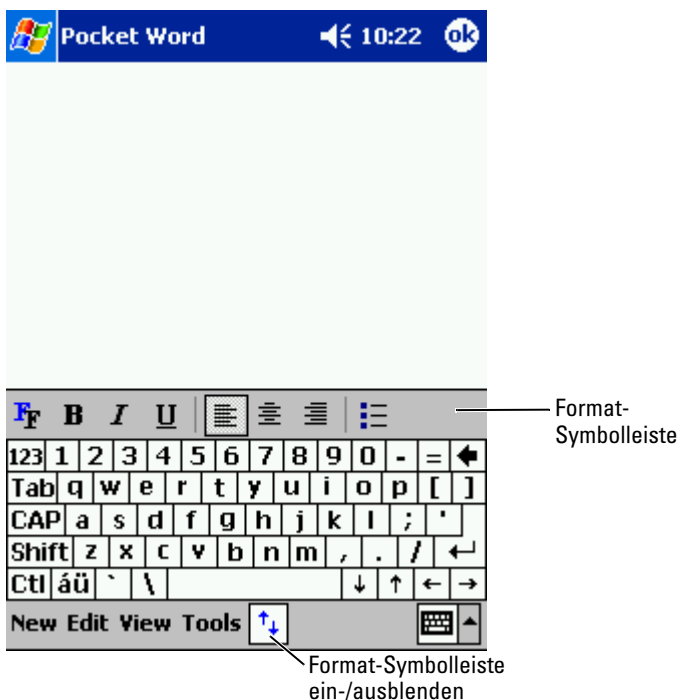 Pocket Word 10:22 ok
FF B I U
Format-
Symbolleiste
123 1 2 3 4 5 6 7 8 9 0 - =
Tab q w e r t y u i o p [ ]
CAP a s d f g h j k l ; '
Shift z x c v b n m , . /
Ctl áü ` \
New Edit View Tools
Format-Symbolleiste
ein-/ausblenden